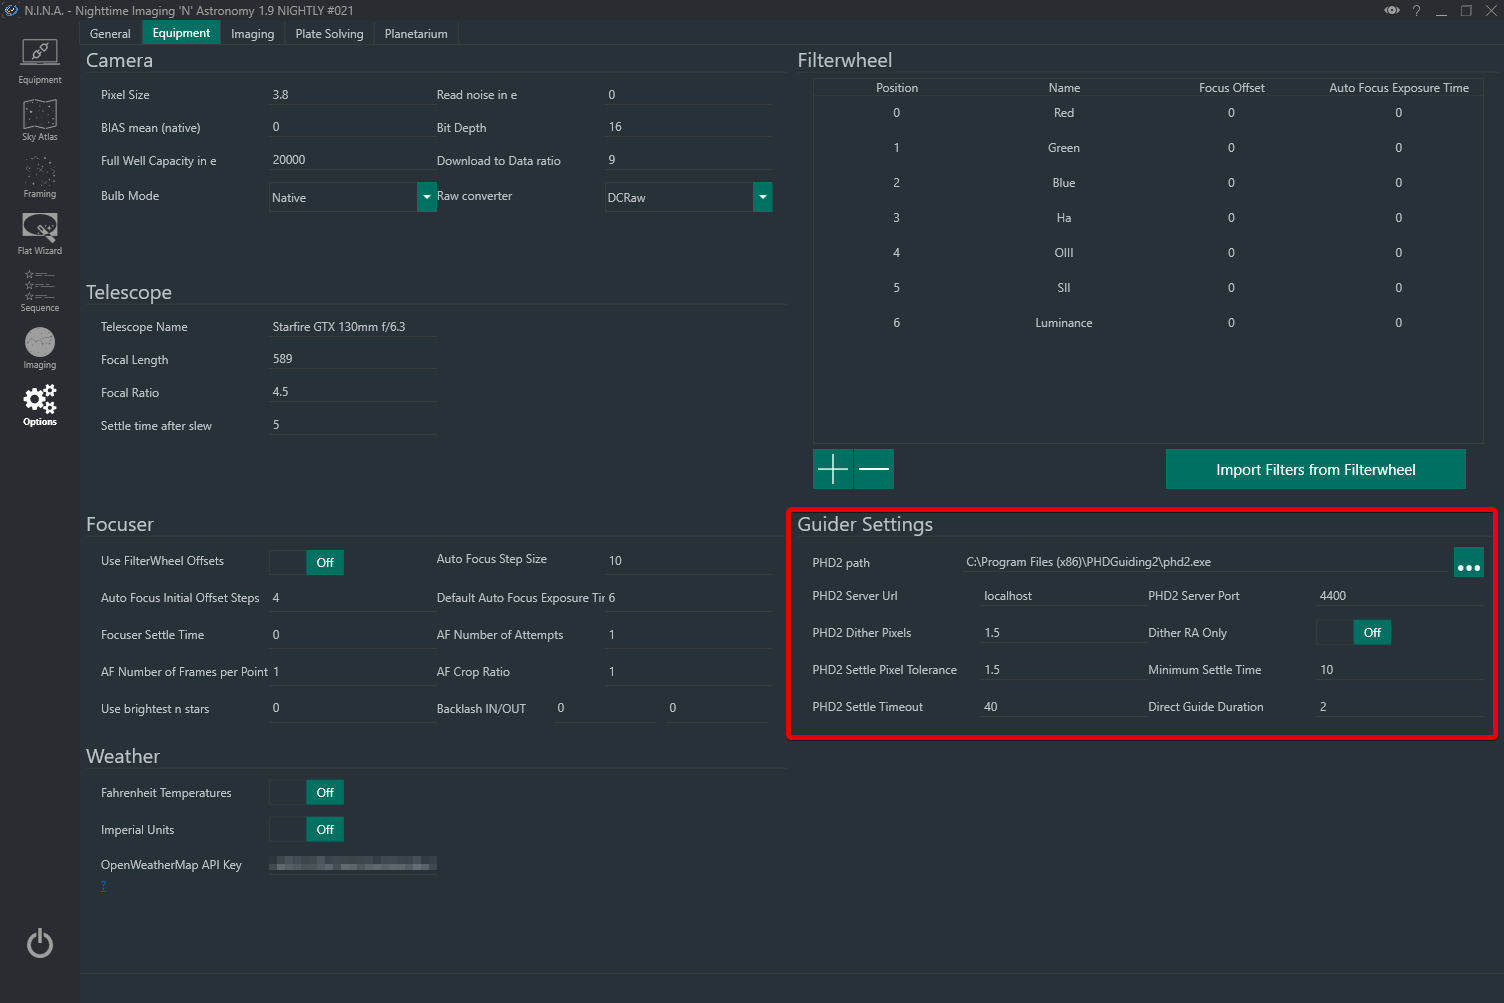 N.I.N.A. - Nighttime Imaging 'N' Astronomy 1.9 NIGHTLY #021
?
General Equipment Imaging Plate Solving Planetarium
Equipment
Sky Atlas
Framing
Flat Wizard
Sequence
Imaging
Options
Camera
Pixel Size 3.8 Read noise in e 0
BIAS mean (native) 0 Bit Depth 16
Full Well Capacity in e 20000 Download to Data ratio 9
Bulb Mode Native Raw converter DCRaw
Telescope
Telescope Name Starfire GTX 130mm f/6.3
Focal Length 589
Focal Ratio 4.5
Settle time after slew 5
Focuser
Use FilterWheel Offsets Off Auto Focus Step Size 10
Auto Focus Initial Offset Steps 4 Default Auto Focus Exposure Tir 6
Focuser Settle Time 0 AF Number of Attempts 1
AF Number of Frames per Point 1 AF Crop Ratio 1
Use brightest n stars 0 Backlash IN/OUT 0 0
Weather
Fahrenheit Temperatures Off
Imperial Units Off
OpenWeatherMap API Key
?
Filterwheel
Position Name Focus Offset Auto Focus Exposure Time
0 Red 0 0
1 Green 0 0
2 Blue 0 0
3 Ha 0 0
4 OIII 0 0
5 SII 0 0
6 Luminance 0 0
Import Filters from Filterwheel
Guider Settings
PHD2 path C:\Program Files (x86)\PHDGuiding2\phd2.exe ...
PHD2 Server Url localhost PHD2 Server Port 4400
PHD2 Dither Pixels 1.5 Dither RA Only Off
PHD2 Settle Pixel Tolerance 1.5 Minimum Settle Time 10
PHD2 Settle Timeout 40 Direct Guide Duration 2